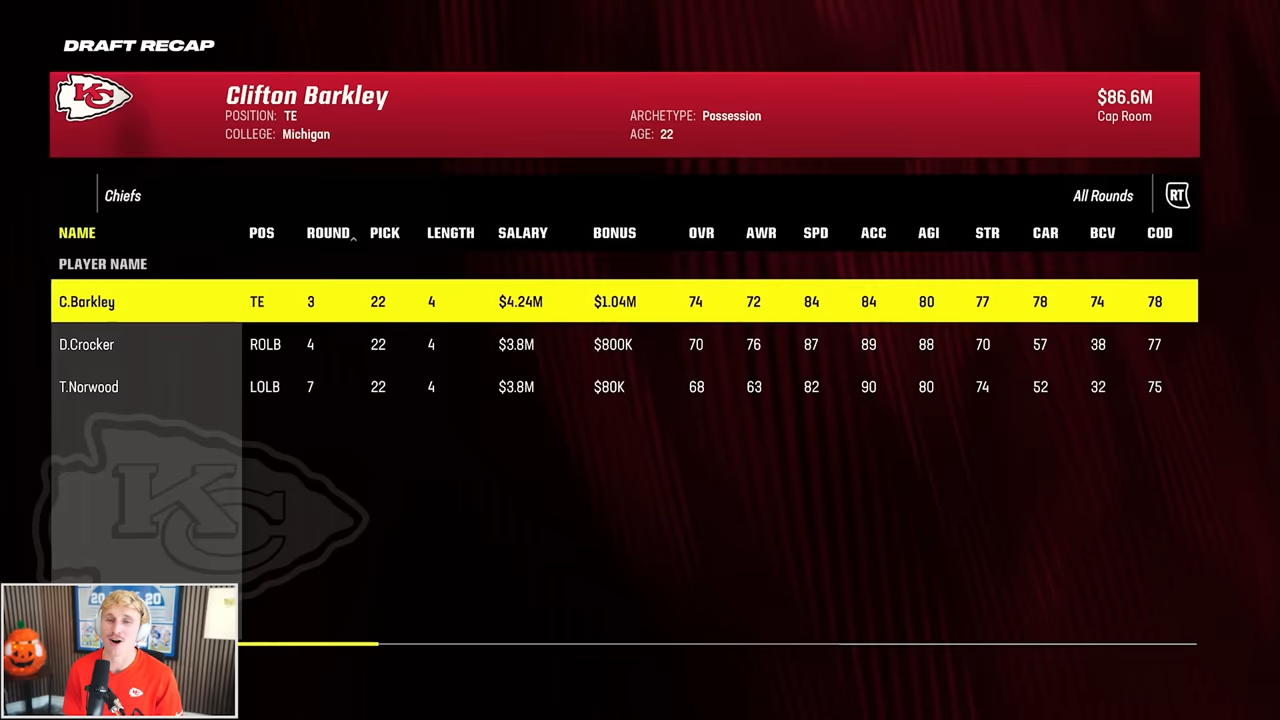 DRAFT RECAP
KC
Clifton Barkley
POSITION: TE
COLLEGE: Michigan
ARCHETYPE: Possession
AGE: 22
$86.6M
Cap Room
Chiefs
All Rounds
RT
NAME POS ROUND PICK LENGTH SALARY BONUS OVR AWR SPD ACC AGI STR CAR BCV COD
PLAYER NAME
C.Barkley TE 3 22 4 $4.24M $1.04M 74 72 84 84 80 77 78 74 78
D.Crocker ROLB 4 22 4 $3.8M $800K 70 76 87 89 88 70 57 38 77
T.Norwood LOLB 7 22 4 $3.8M $80K 68 63 82 90 80 74 52 32 75
KC
20 20